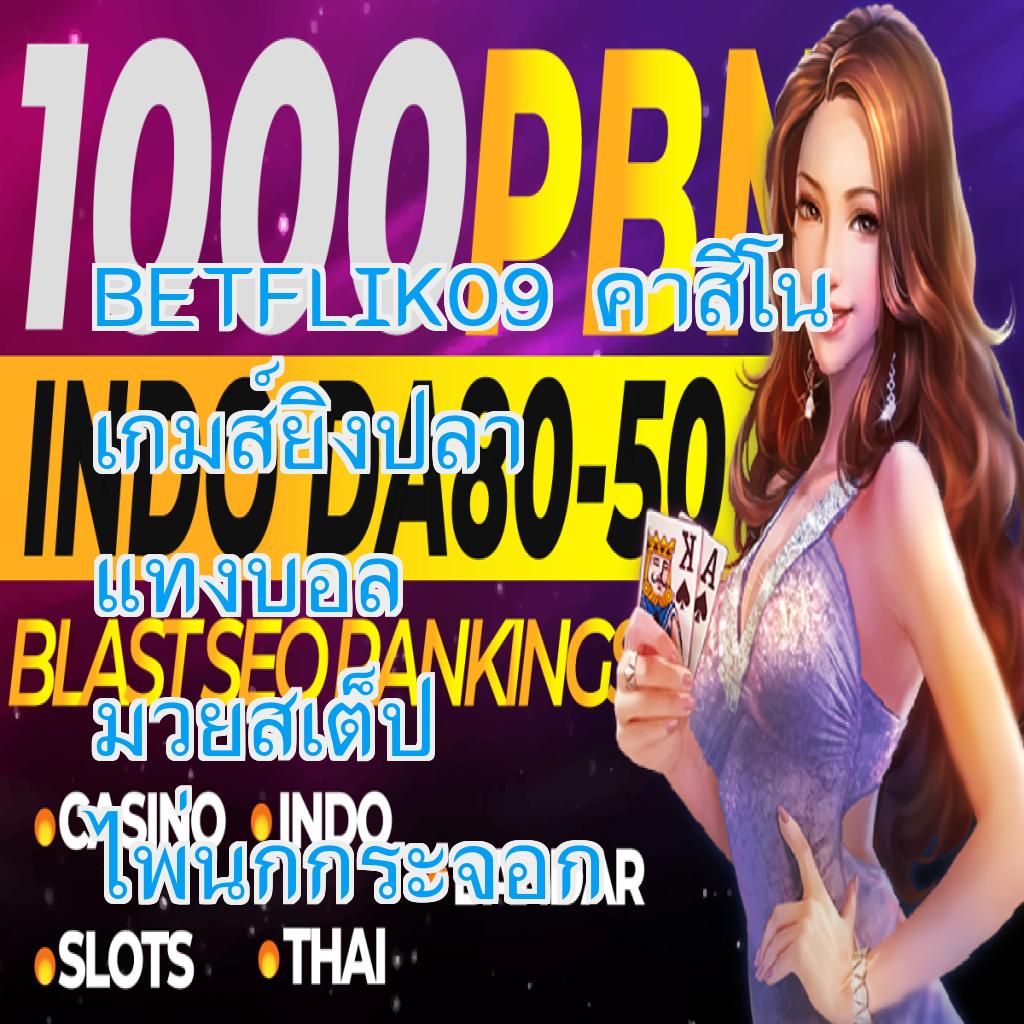 1000PBN
BETFLIK09 คาสิโน
เกมส์ยิงปลา
INDO DA80-50
แทงบอล
BLAST SEO RANKINGS
มวยสเต็ป
CASINO
INDO
ไพ่นกกระจอก
SLOTS
THAI
K
A